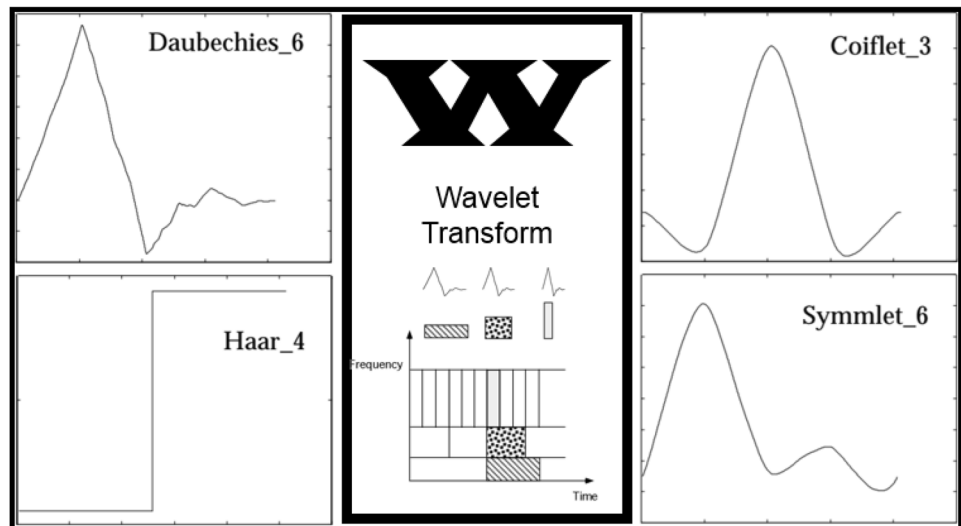 Daubechies_6
W
Wavelet
Transform
Frequency
Time
Coiflet_3
Haar_4
Symmlet_6